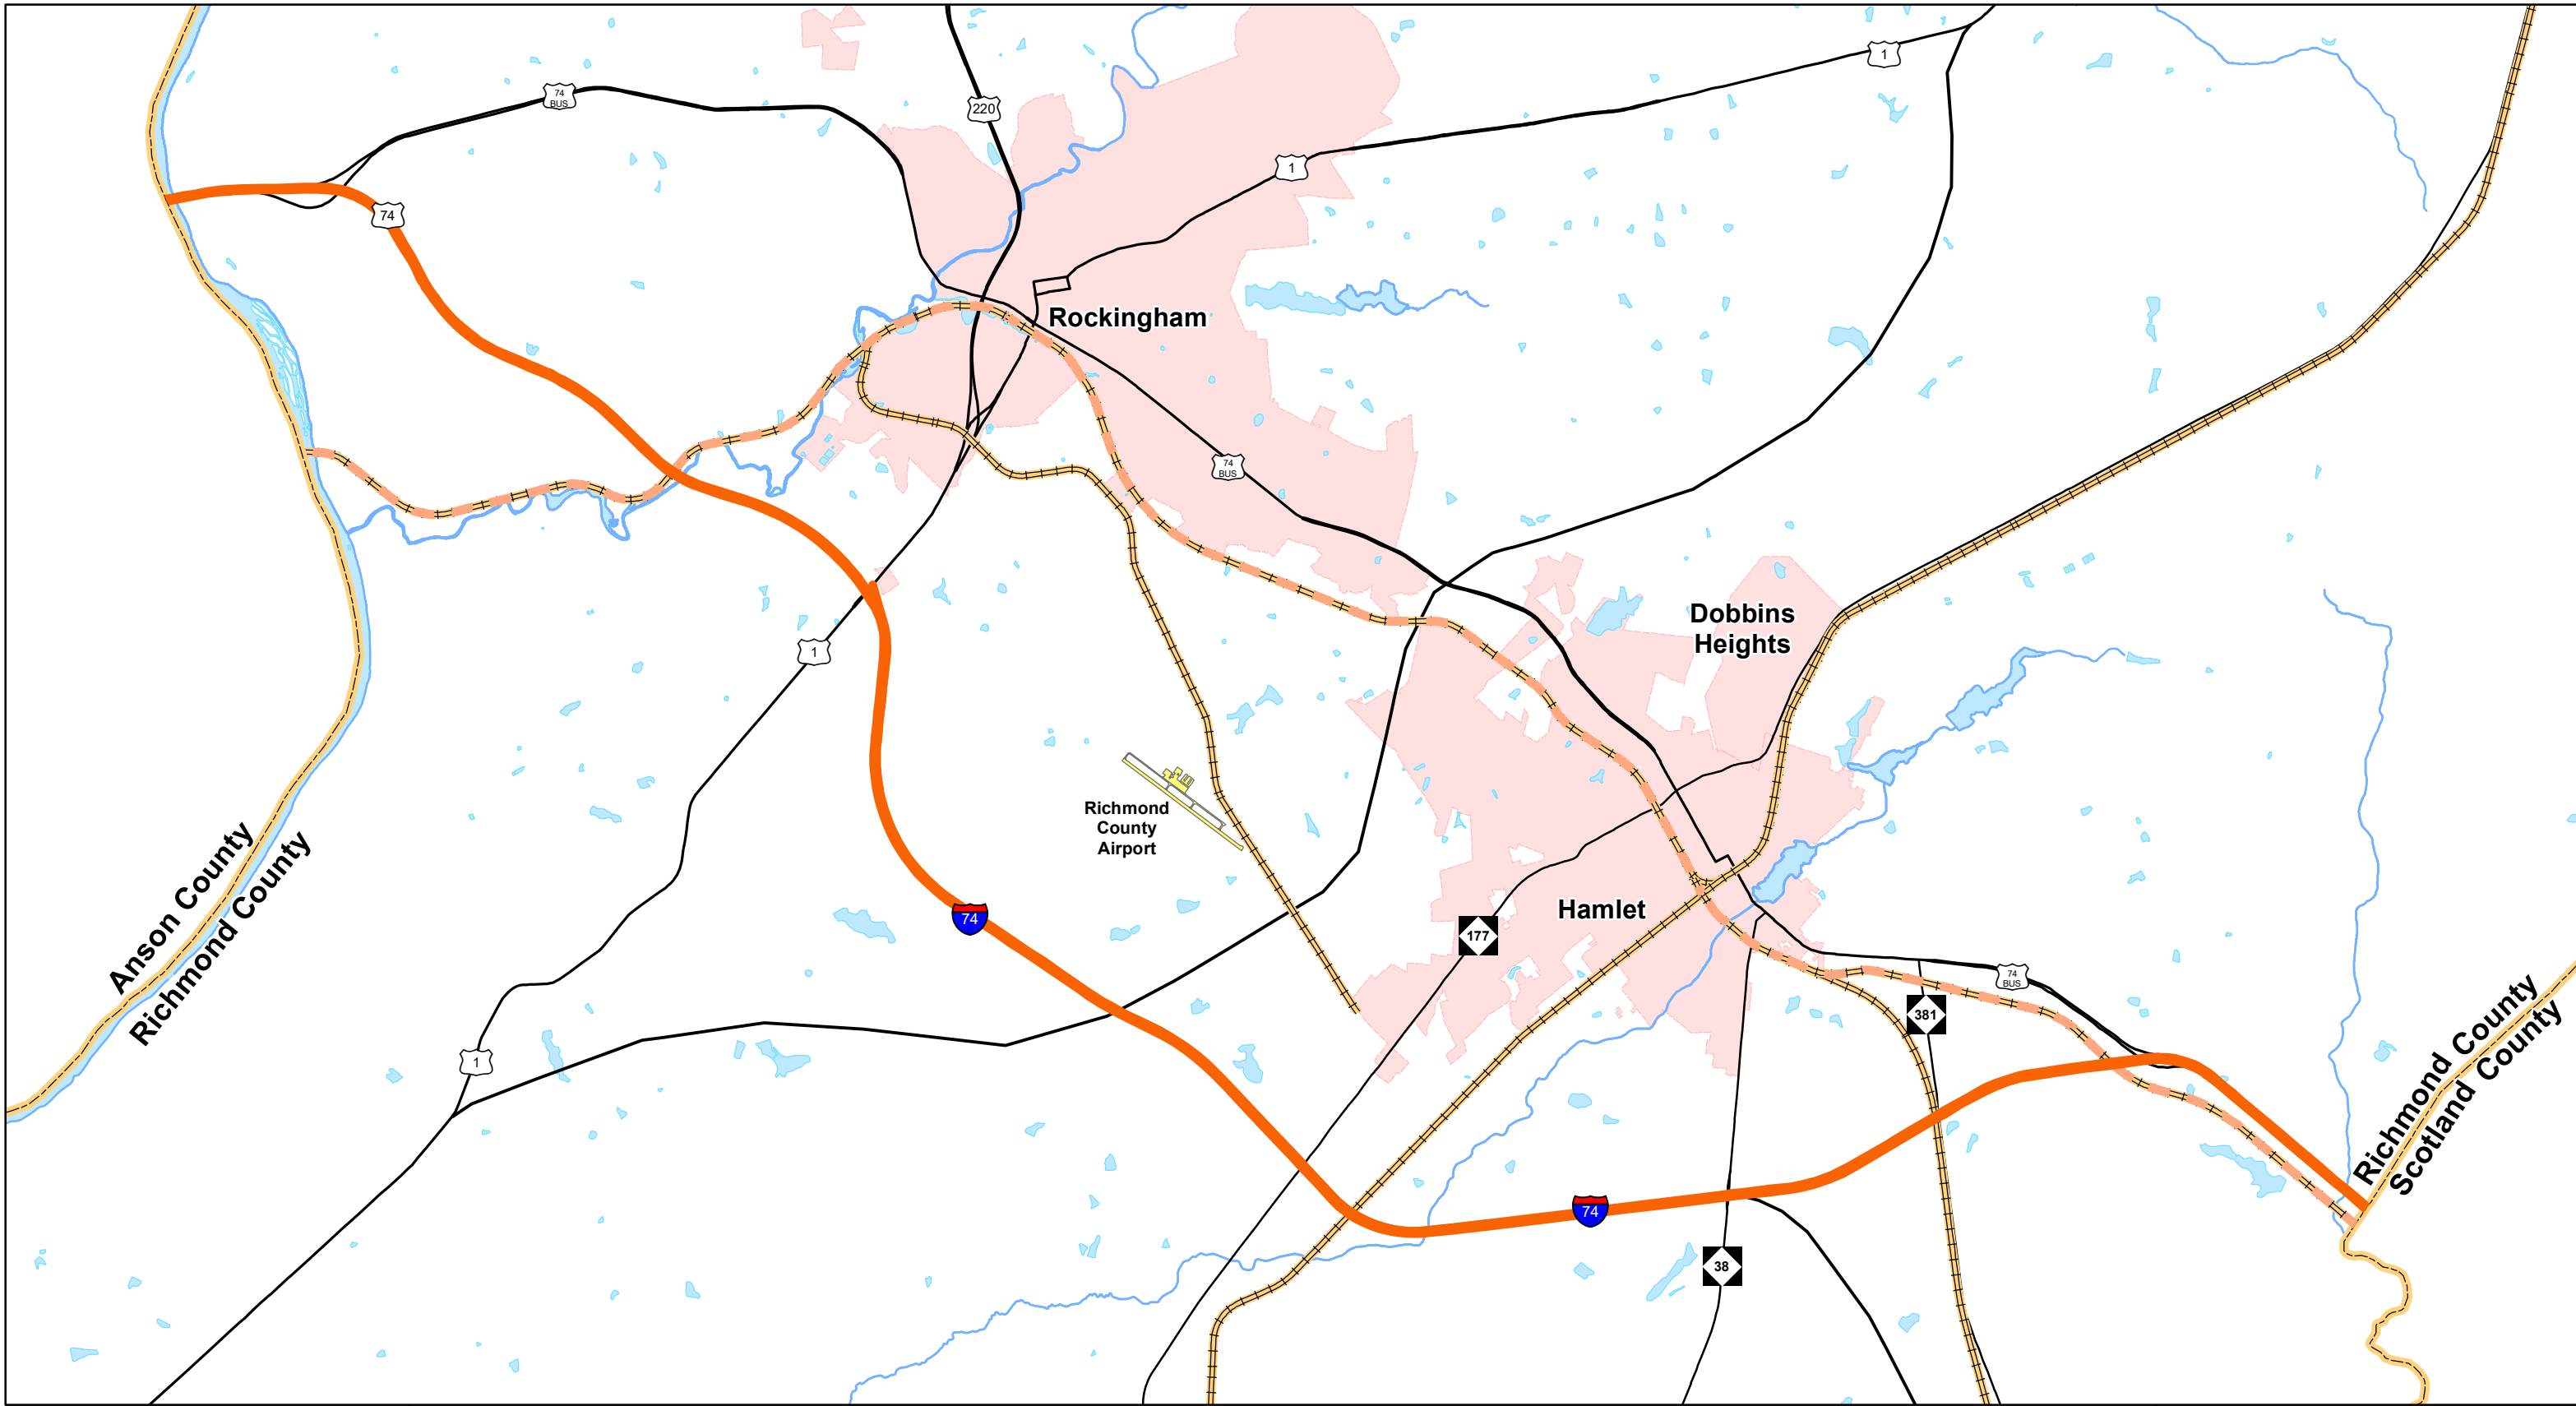 1
74
BUS
220
1
74
Rockingham
74
BUS
Dobbins
Heights
1
Richmond
County
Airport
Anson County
Richmond County
74
Hamlet
177
74
BUS
381
1
Richmond County
Scotland County
74
38